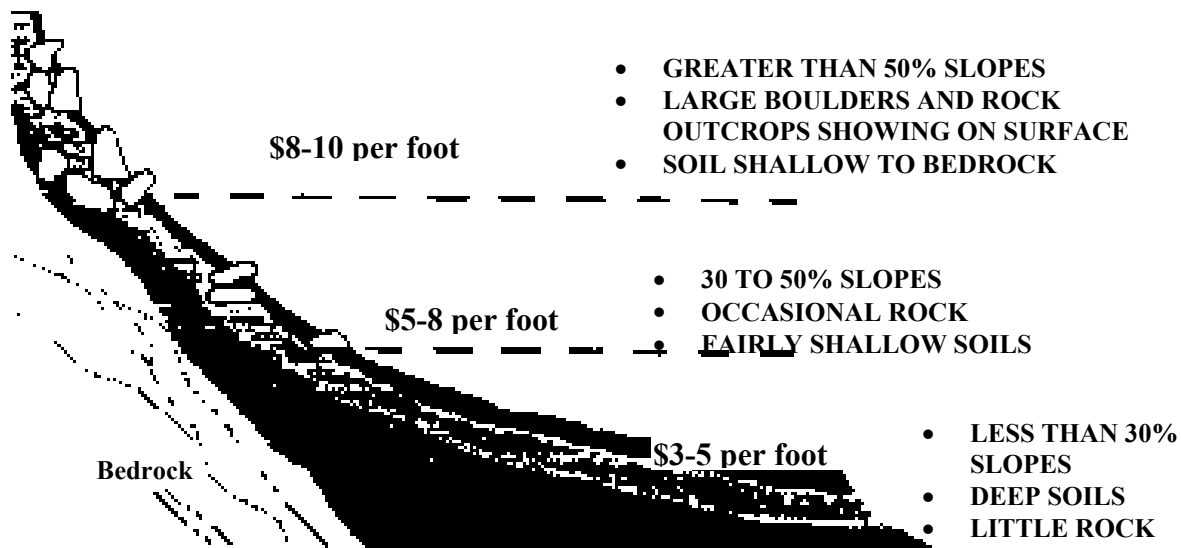 • GREATER THAN 50% SLOPES
• LARGE BOULDERS AND ROCK
OUTCROPS SHOWING ON SURFACE
• SOIL SHALLOW TO BEDROCK
$8-10 per foot
• 30 TO 50% SLOPES
• OCCASIONAL ROCK
• FAIRLY SHALLOW SOILS
$5-8 per foot
• LESS THAN 30%
SLOPES
• DEEP SOILS
• LITTLE ROCK
$3-5 per foot
Bedrock